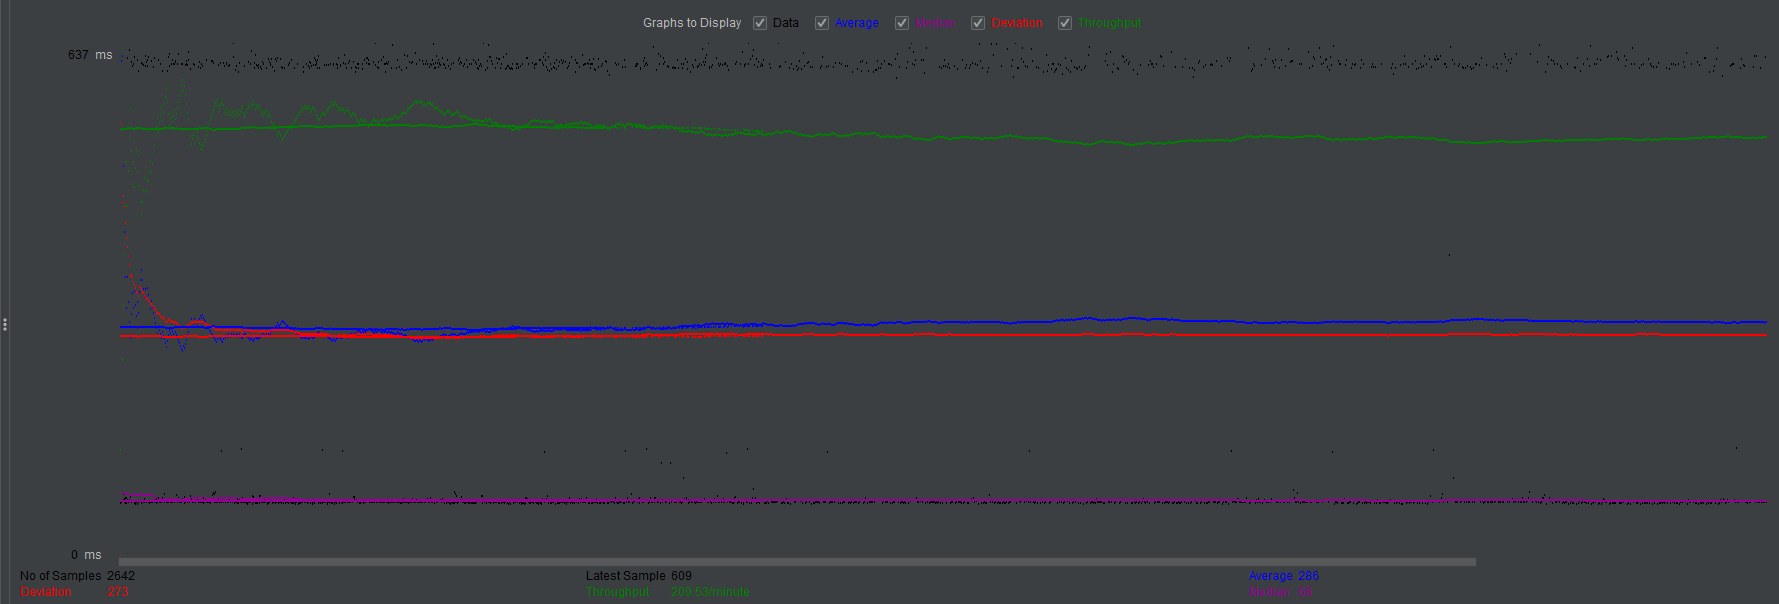 Graphs to Display Data Average Median Deviation Throughput
637 ms
0 ms
No of Samples 2642 Latest Sample 609 Average 286
Deviation 273 Throughput 209.53/minute Median